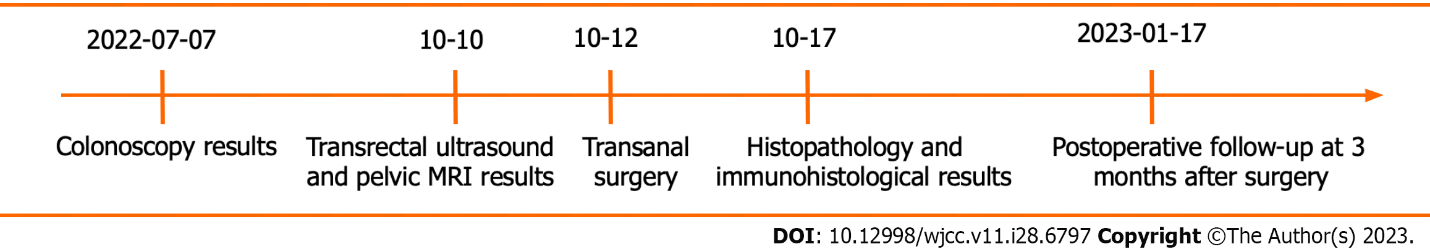 2022-07-07
10-10
10-12
10-17
2023-01-17
Colonoscopy results
Transrectal ultrasound
and pelvic MRI results
Transanal
surgery
Histopathology and
immunohistological results
Postoperative follow-up at 3
months after surgery
DOI: 10.12998/wjcc.v11.i28.6797 Copyright ©The Author(s) 2023.